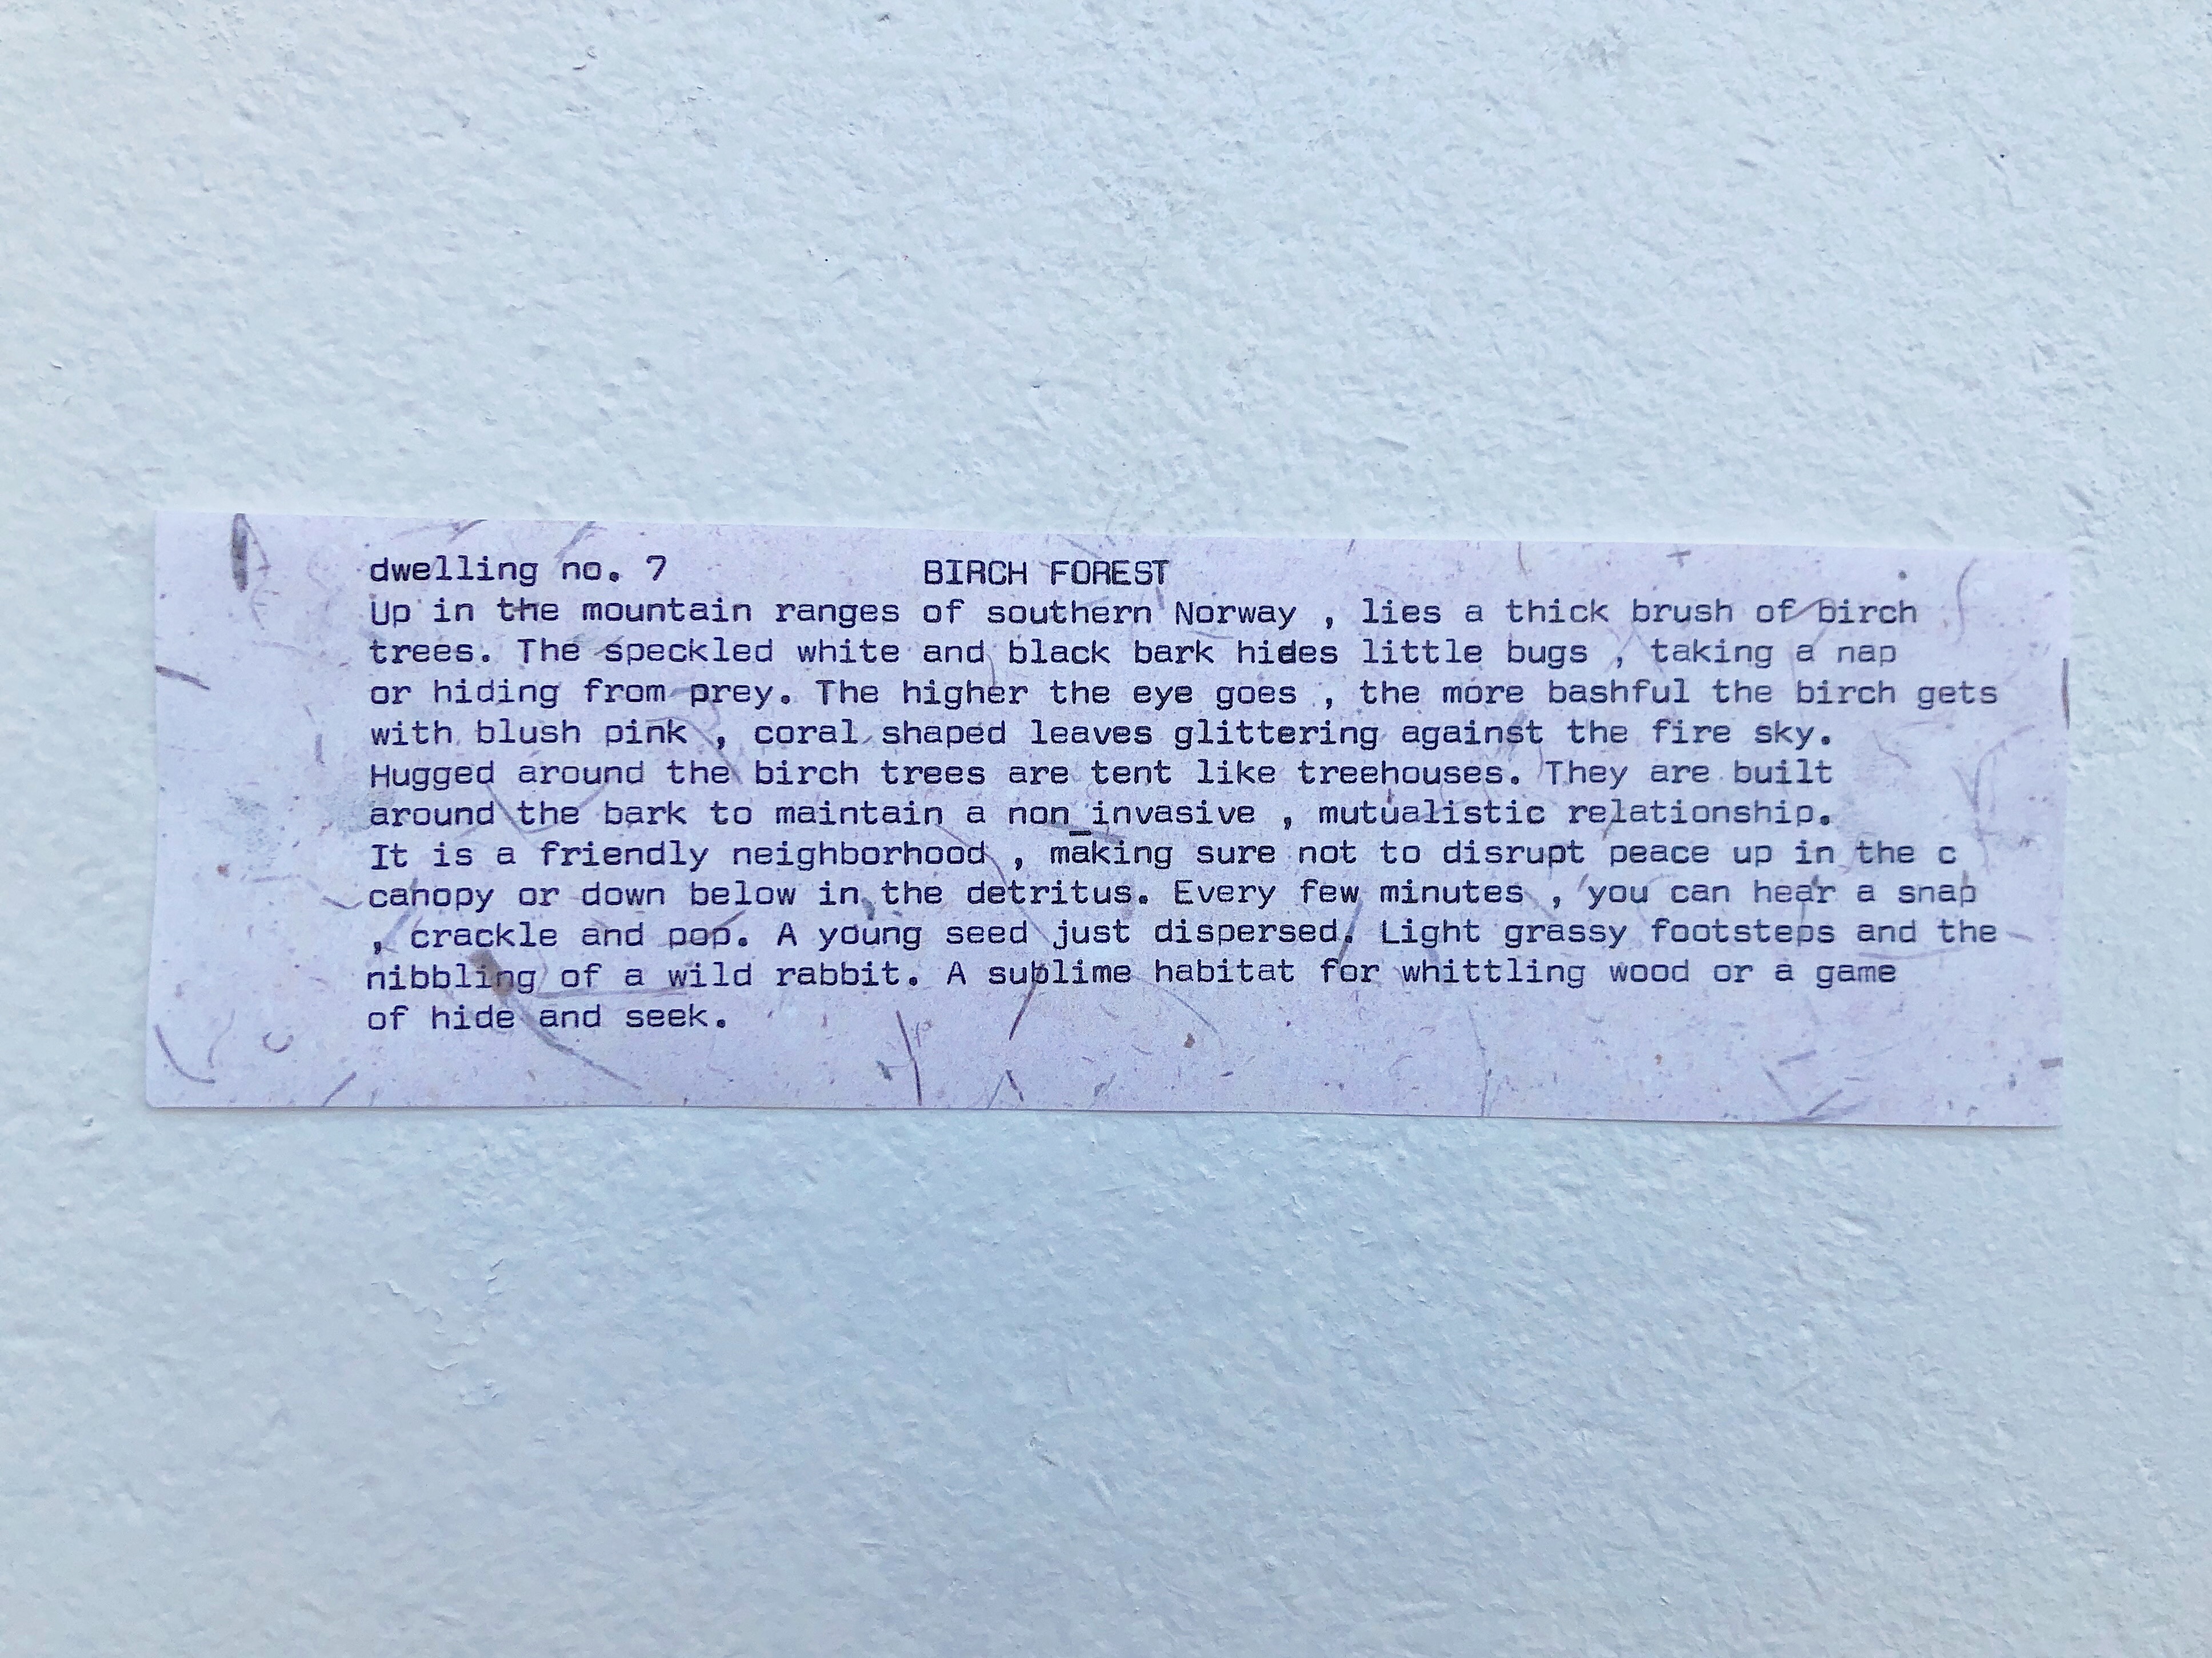 dwelling no. 7 BIRCH FOREST
Up in the mountain ranges of southern Norway , lies a thick brush of birch
trees. The speckled white and black bark hides little bugs , taking a nap
or hiding from prey. The higher the eye goes , the more bashful the birch gets
with blush pink , coral shaped leaves glittering against the fire sky.
Hugged around the birch trees are tent like treehouses. They are built
around the bark to maintain a non_invasive , mutualistic relationship.
It is a friendly neighborhood , making sure not to disrupt peace up in the c
canopy or down below in the detritus. Every few minutes , you can hear a snap
, crackle and pop. A young seed just dispersed. Light grassy footsteps and the
nibbling of a wild rabbit. A sublime habitat for whittling wood or a game
of hide and seek.